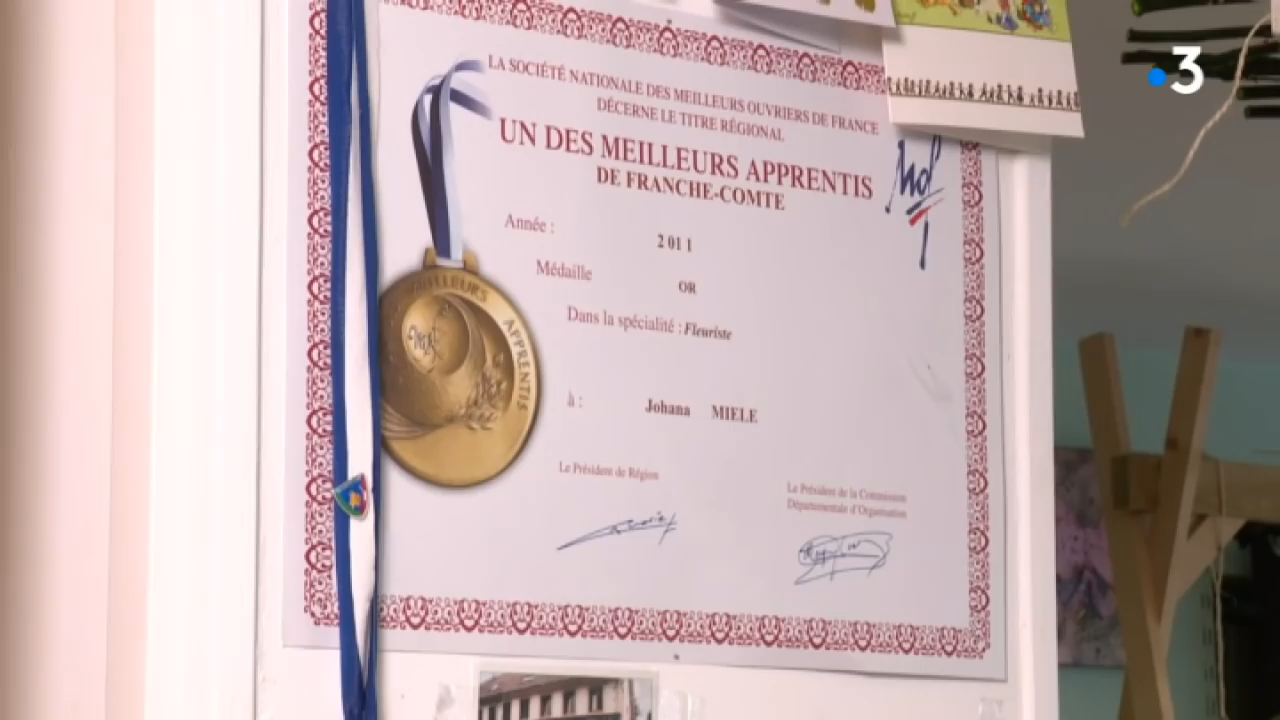 LA SOCIÉTÉ NATIONALE DES MEILLEURS OUVRIERS DE FRANCE
DÉCERNE LE TITRE RÉGIONAL
UN DES MEILLEURS APPRENTIS
DE FRANCHE-COMTE
Année : 2011
Médaille OR
Dans la spécialité : Fleuriste
à : Johana MIELE
Le Président de Région
Le Président de la Commission
Départementale d'Organisation
MEILLEURS APPRENTIS
3